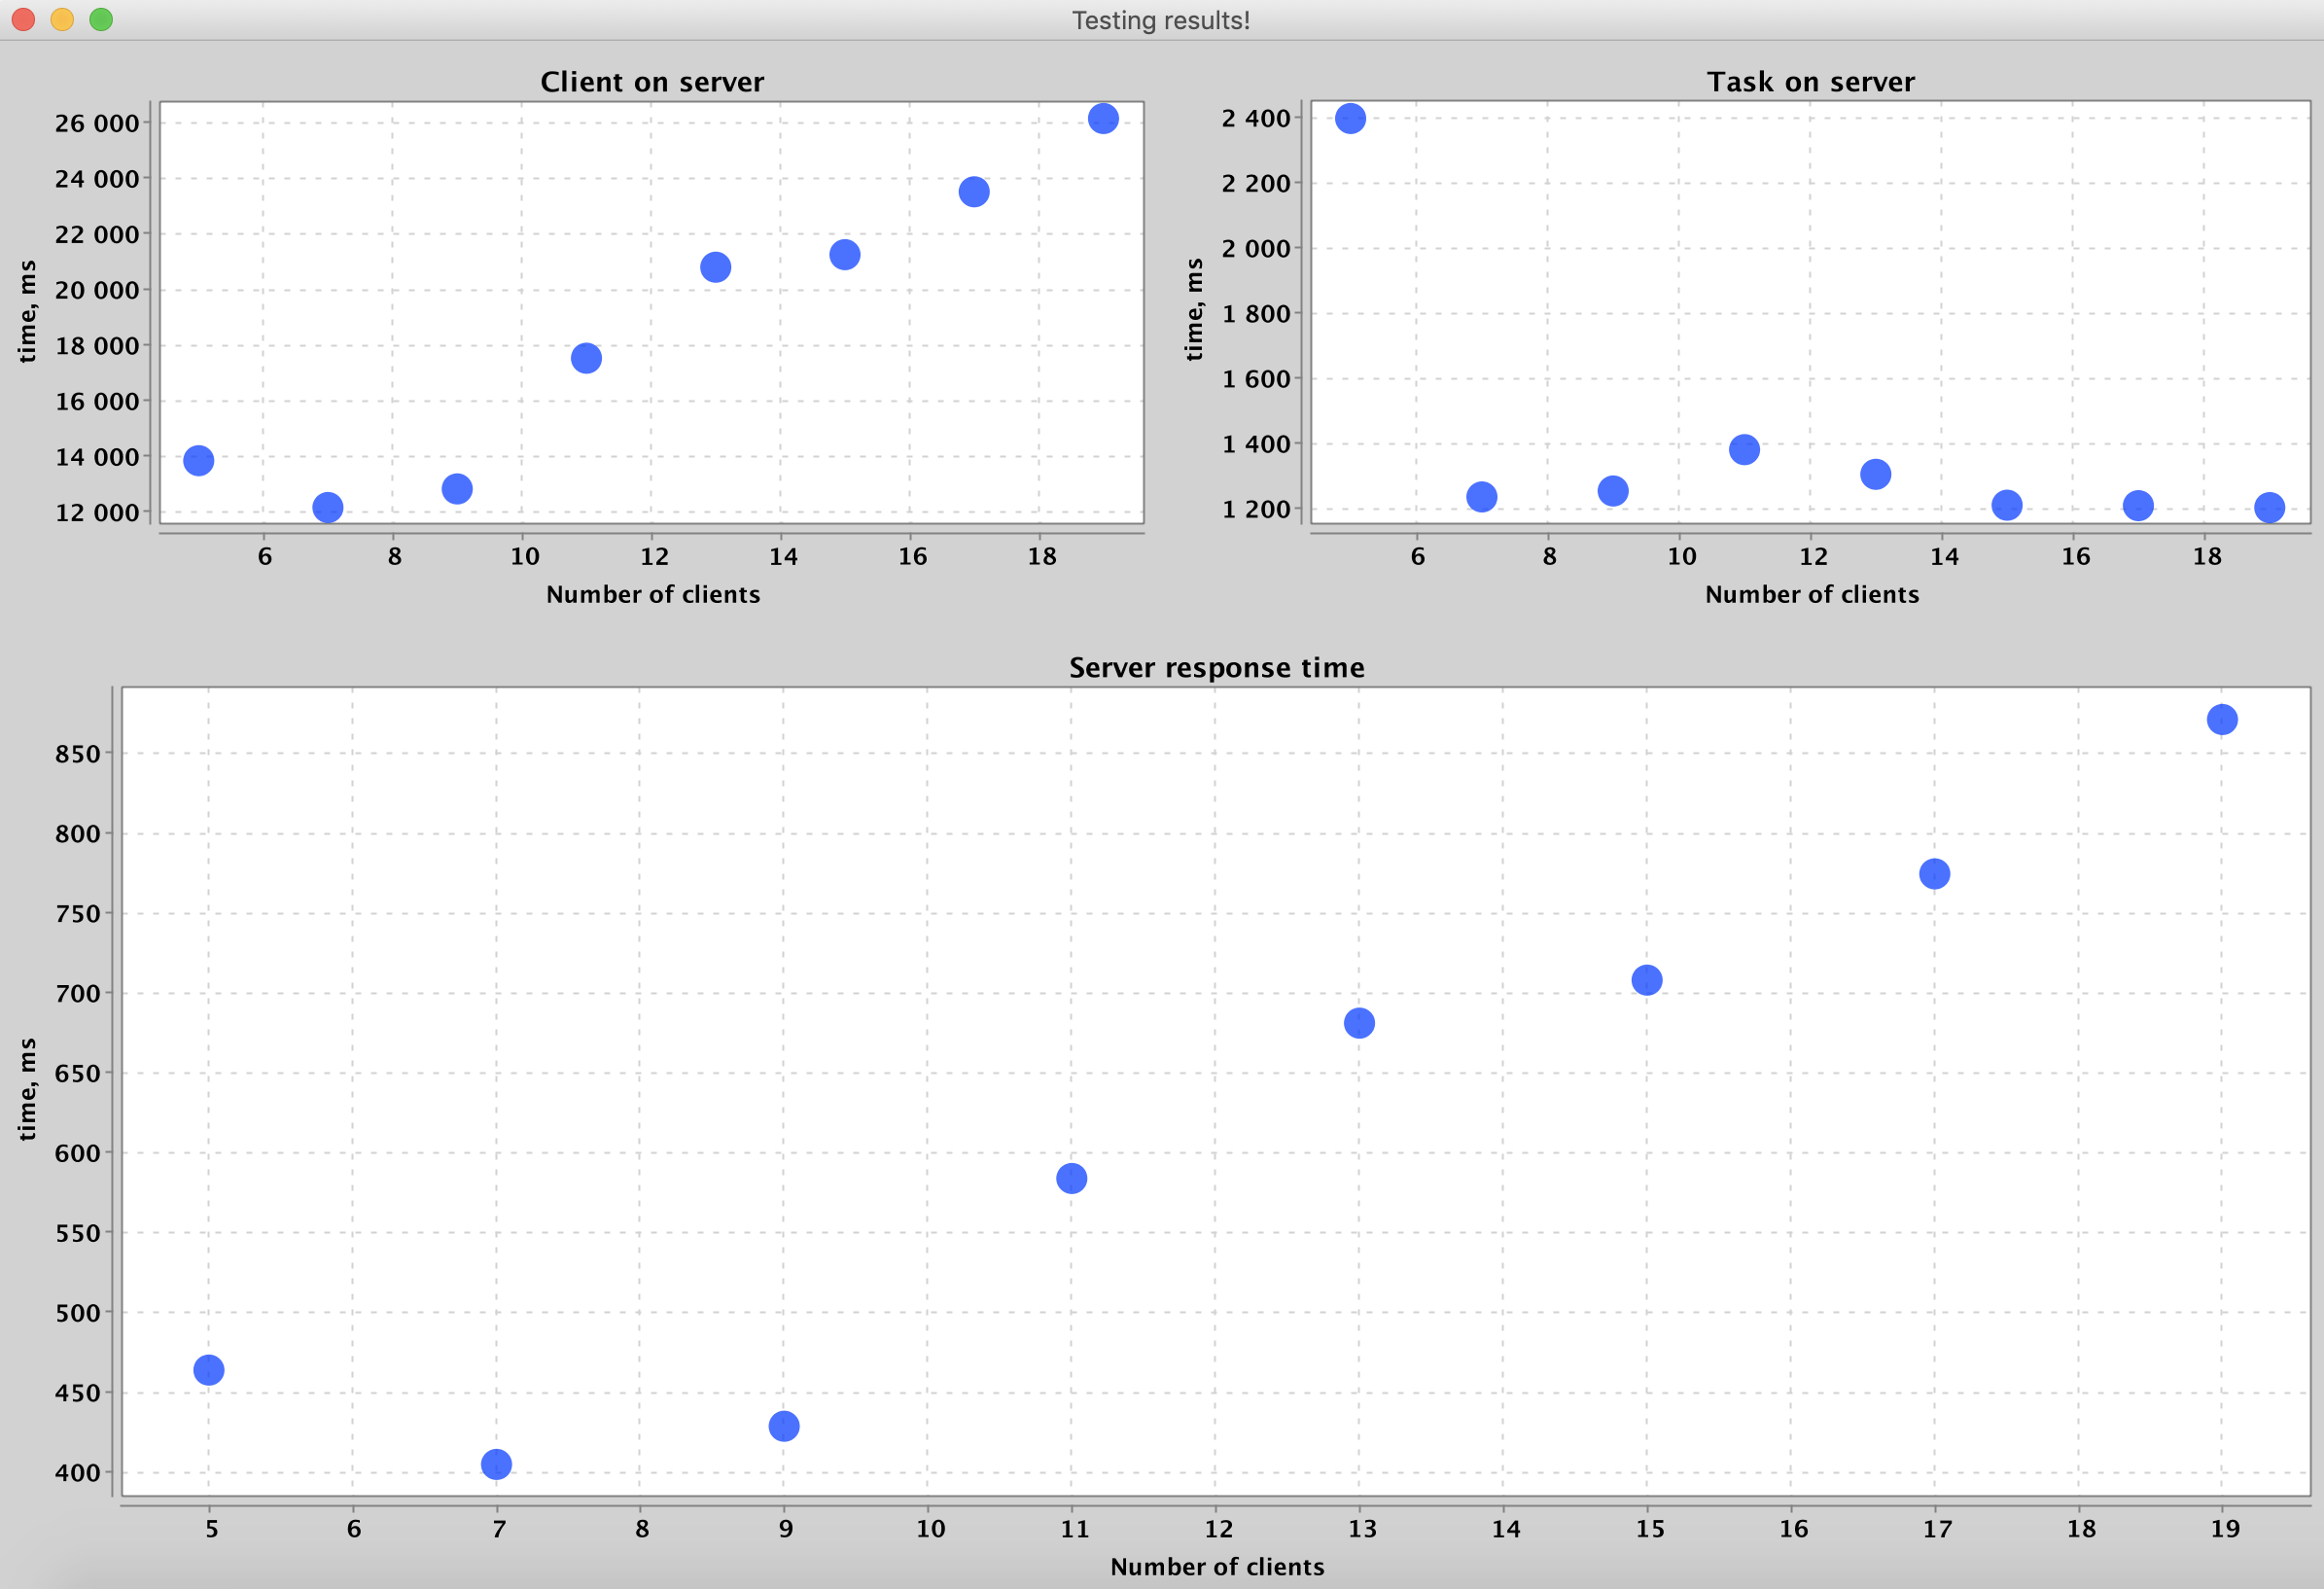 Testing results!
Client on server
26 000
24 000
22 000
20 000
18 000
16 000
14 000
12 000
time, ms
6 8 10 12 14 16 18
Number of clients
Task on server
2 400
2 200
2 000
1 800
1 600
1 400
1 200
time, ms
6 8 10 12 14 16 18
Number of clients
Server response time
850
800
750
700
650
600
550
500
450
400
time, ms
5 6 7 8 9 10 11 12 13 14 15 16 17 18 19
Number of clients